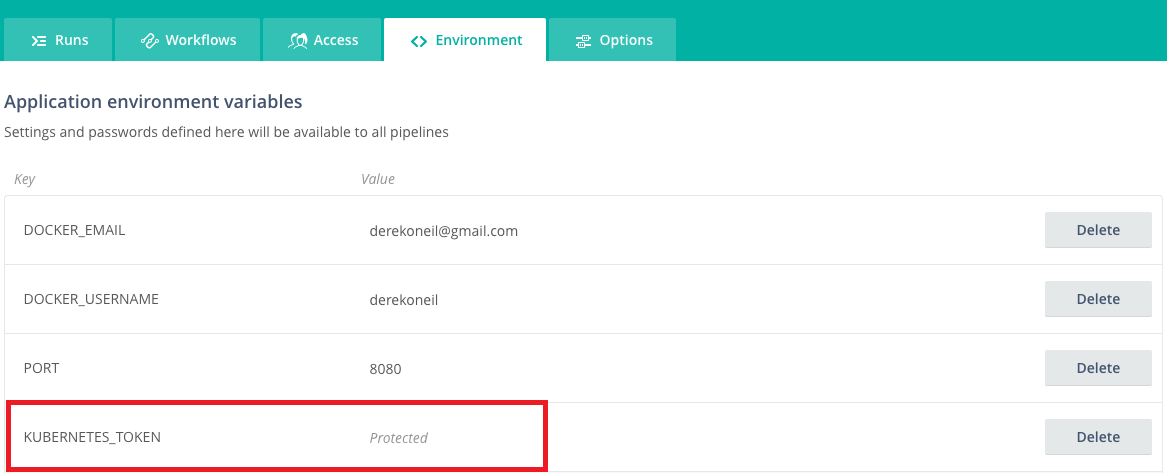 Runs Workflows Access Environment Options
Application environment variables
Settings and passwords defined here will be available to all pipelines
Key Value
DOCKER_EMAIL derekoneil@gmail.com Delete
DOCKER_USERNAME derekoneil Delete
PORT 8080 Delete
KUBERNETES_TOKEN Protected Delete